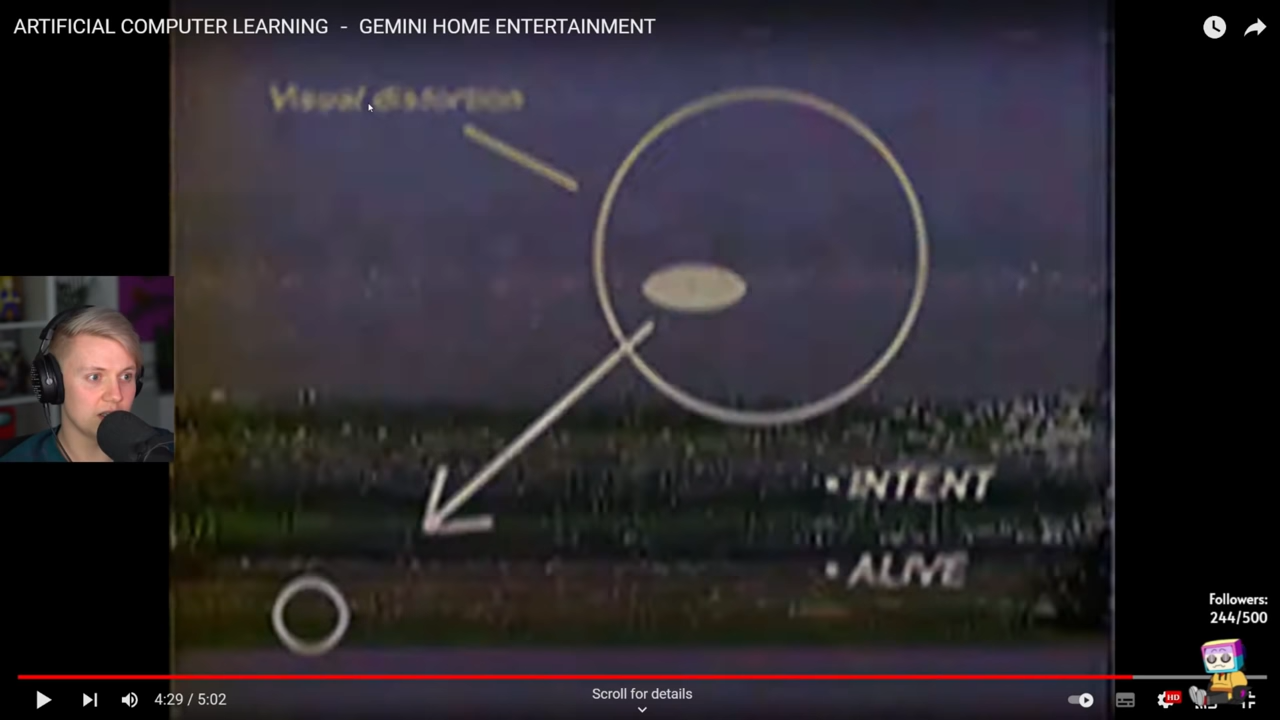 ARTIFICIAL COMPUTER LEARNING - GEMINI HOME ENTERTAINMENT
Visual distortion
• INTENT
• ALIVE
Followers:
244/500
4:29 / 5:02
Scroll for details
HD